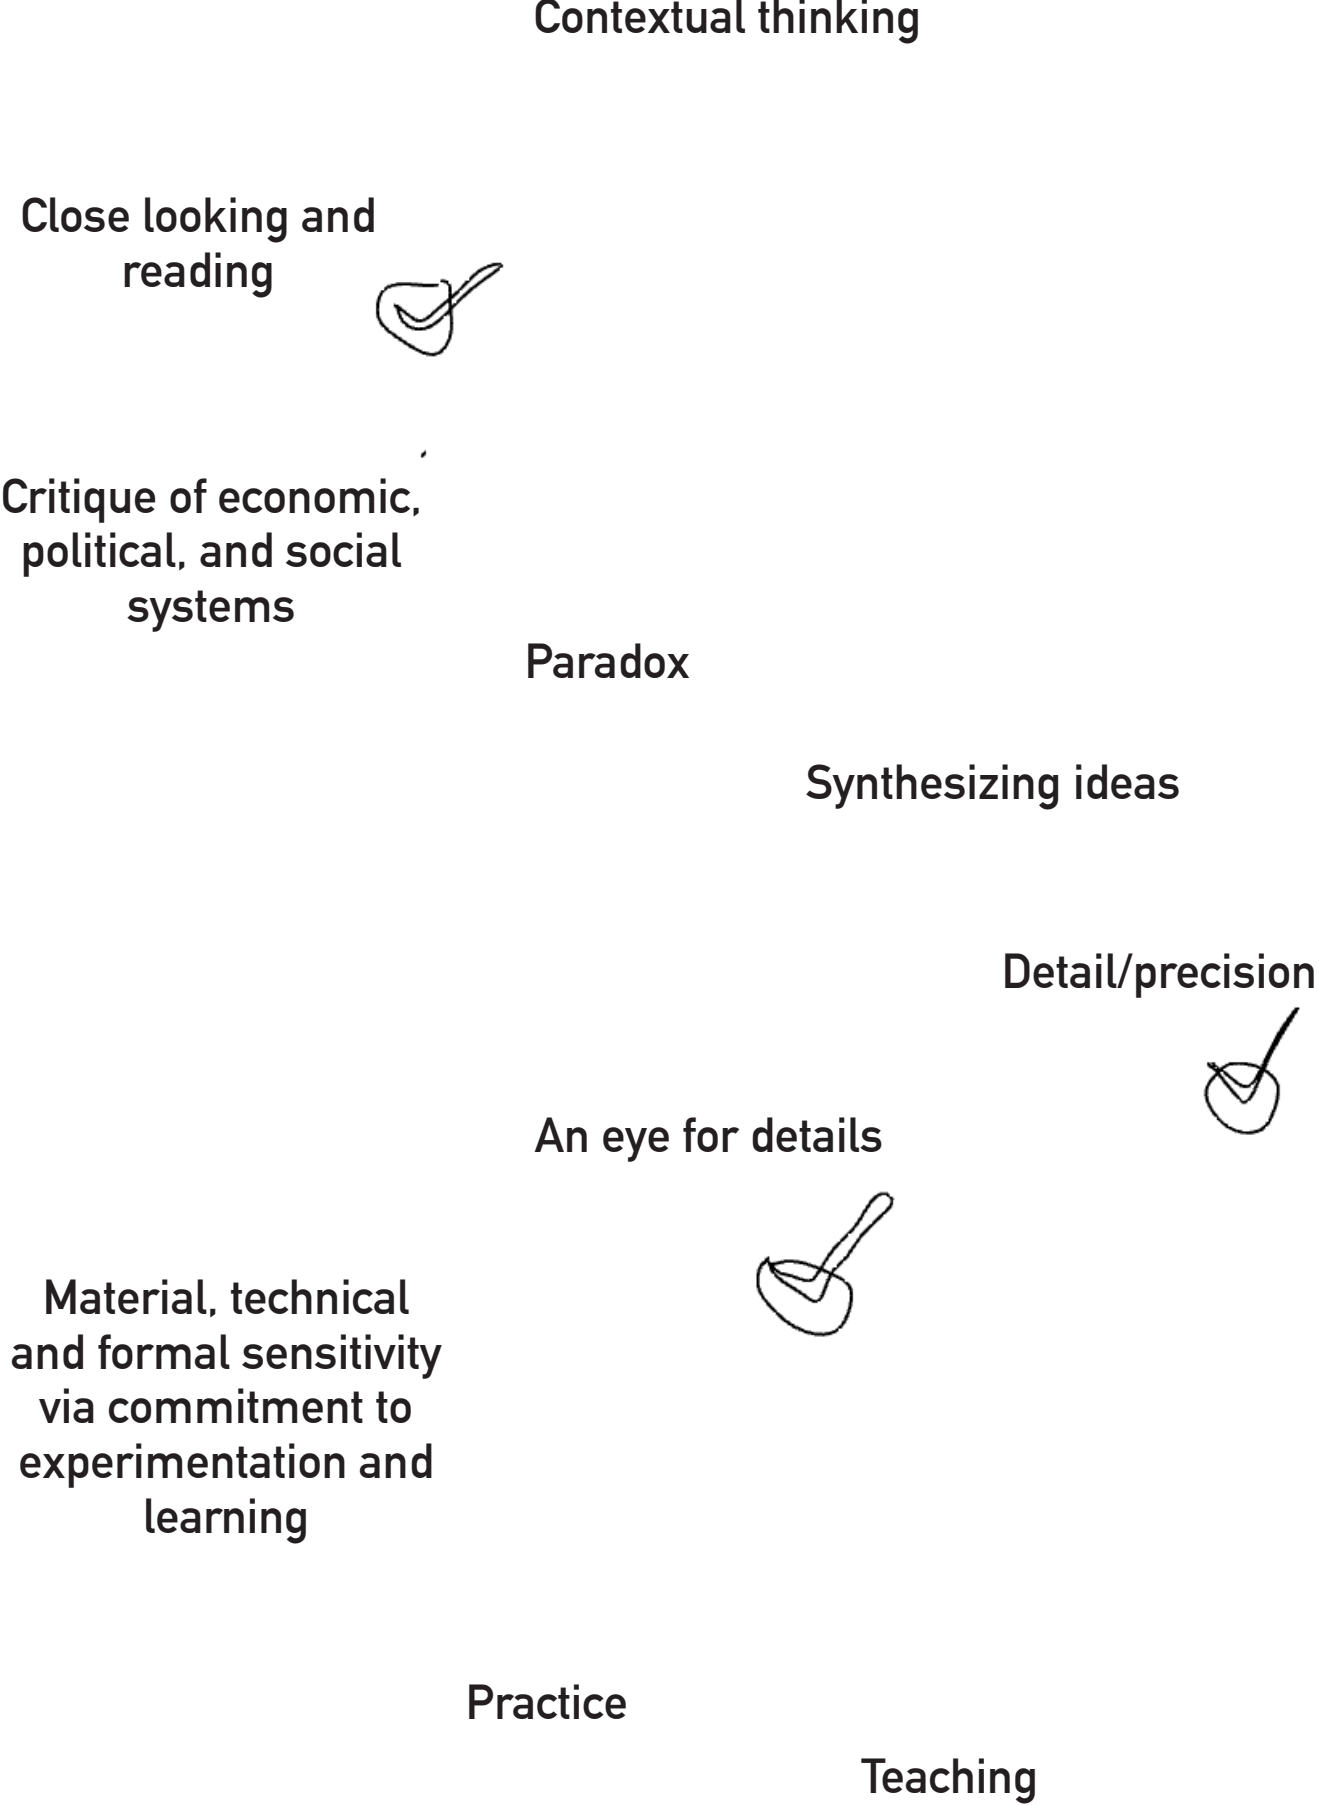 Contextual thinking
Close looking and
reading
Critique of economic,
political, and social
systems
Paradox
Synthesizing ideas
Detail/precision
An eye for details
Material, technical
and formal sensitivity
via commitment to
experimentation and
learning
Practice
Teaching